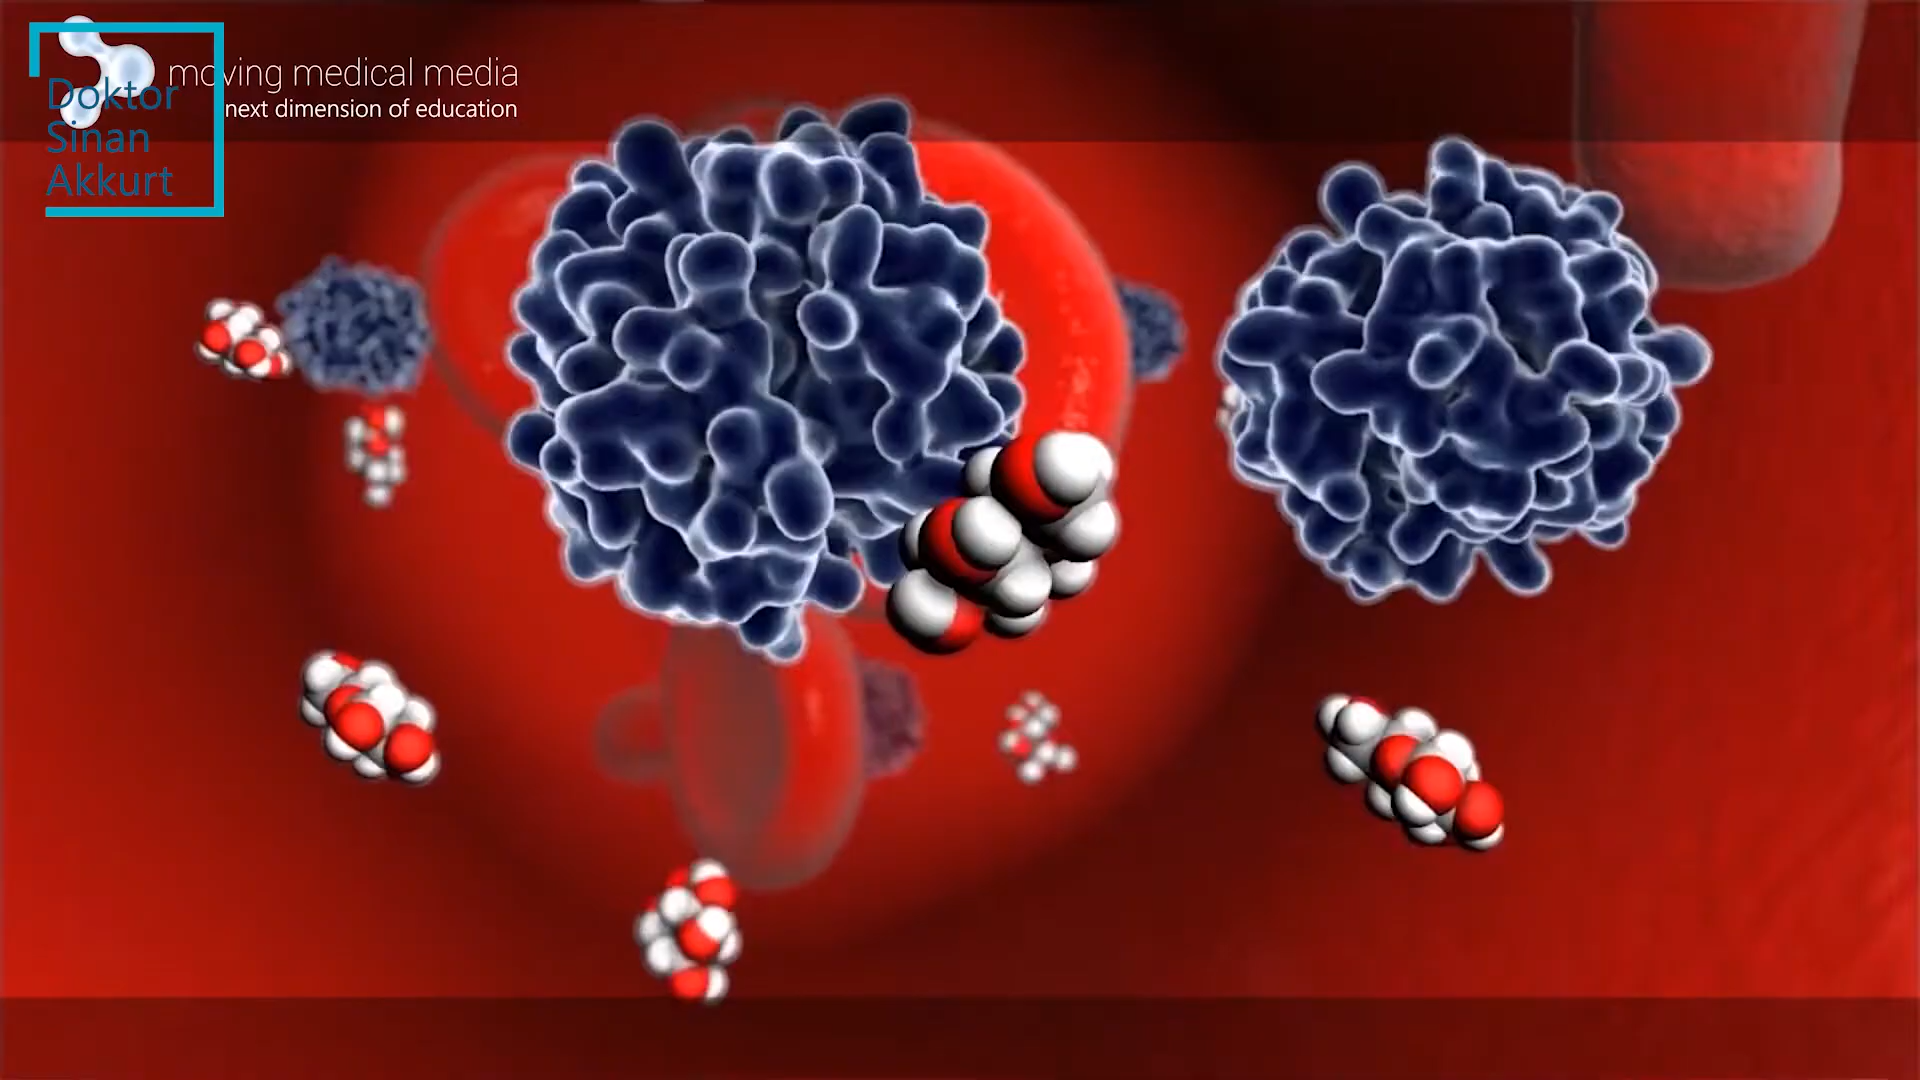 moving medical media
next dimension of education
Doktor
Sinan
Akkurt